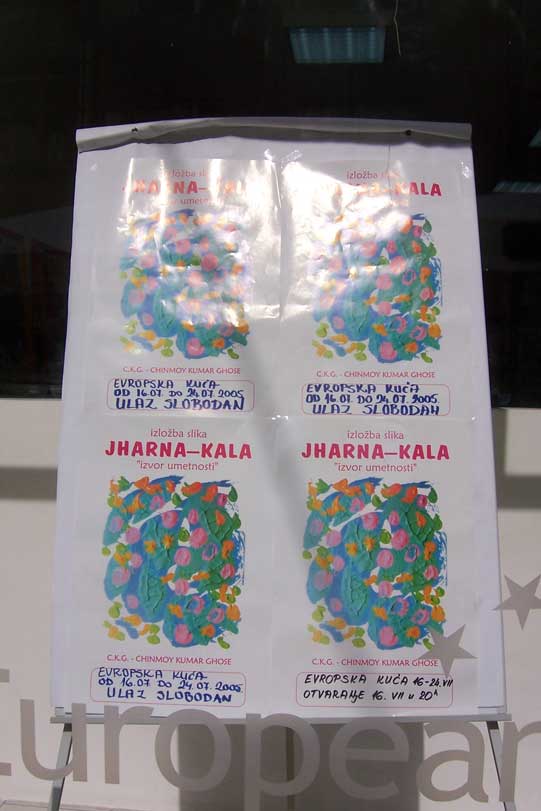 izložba slika
JHARNA–KALA
"izvor umetnosti"
C.K.G. - CHINMOY KUMAR GHOSE
EVROPSKA KUĆA
OD 16.07. DO 24.07.2005.
ULAZ SLOBODAN
izložba slika
KALA
C.K.G. - CHINMOY KUMAR GHOSE
EVROPSKA KUĆA
OD 16.07. DO 24.07.2005.
ULAZ SLOBODAN
izložba slika
JHARNA–KALA
"izvor umetnosti"
C.K.G. - CHINMOY KUMAR GHOSE
EVROPSKA KUĆA
OD 16.07 DO 24.07.2005
ULAZ SLOBODAN
izložba slika
JHARNA–KALA
"izvor umetnosti"
C.K.G. - CHINMOY KUMAR GHOSE
EVROPSKA KUĆA 16-24.VII
OTVARANJE 16. VII u 20h
European